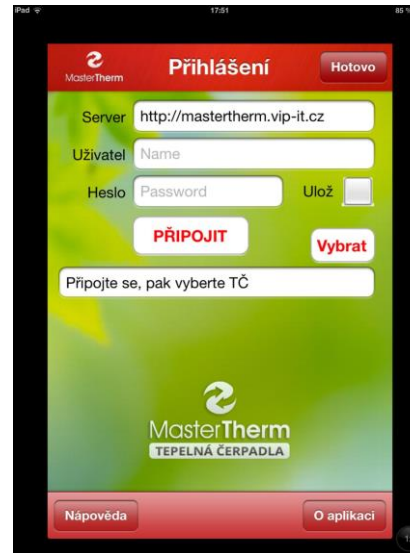 iPad 17:51 85 %
MasterTherm Přihlášení Hotovo
Server http://mastertherm.vip-it.cz
Uživatel Name
Heslo Password Ulož
PŘIPOJIT
Vybrat
Připojte se, pak vyberte TČ
MasterTherm
TEPELNÁ ČERPADLA
Nápověda O aplikaci